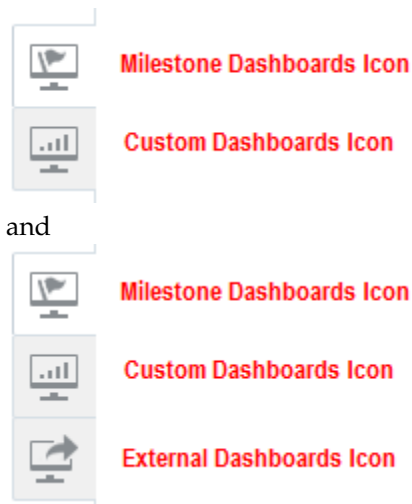 Milestone Dashboards Icon
Custom Dashboards Icon
and
Milestone Dashboards Icon
Custom Dashboards Icon
External Dashboards Icon